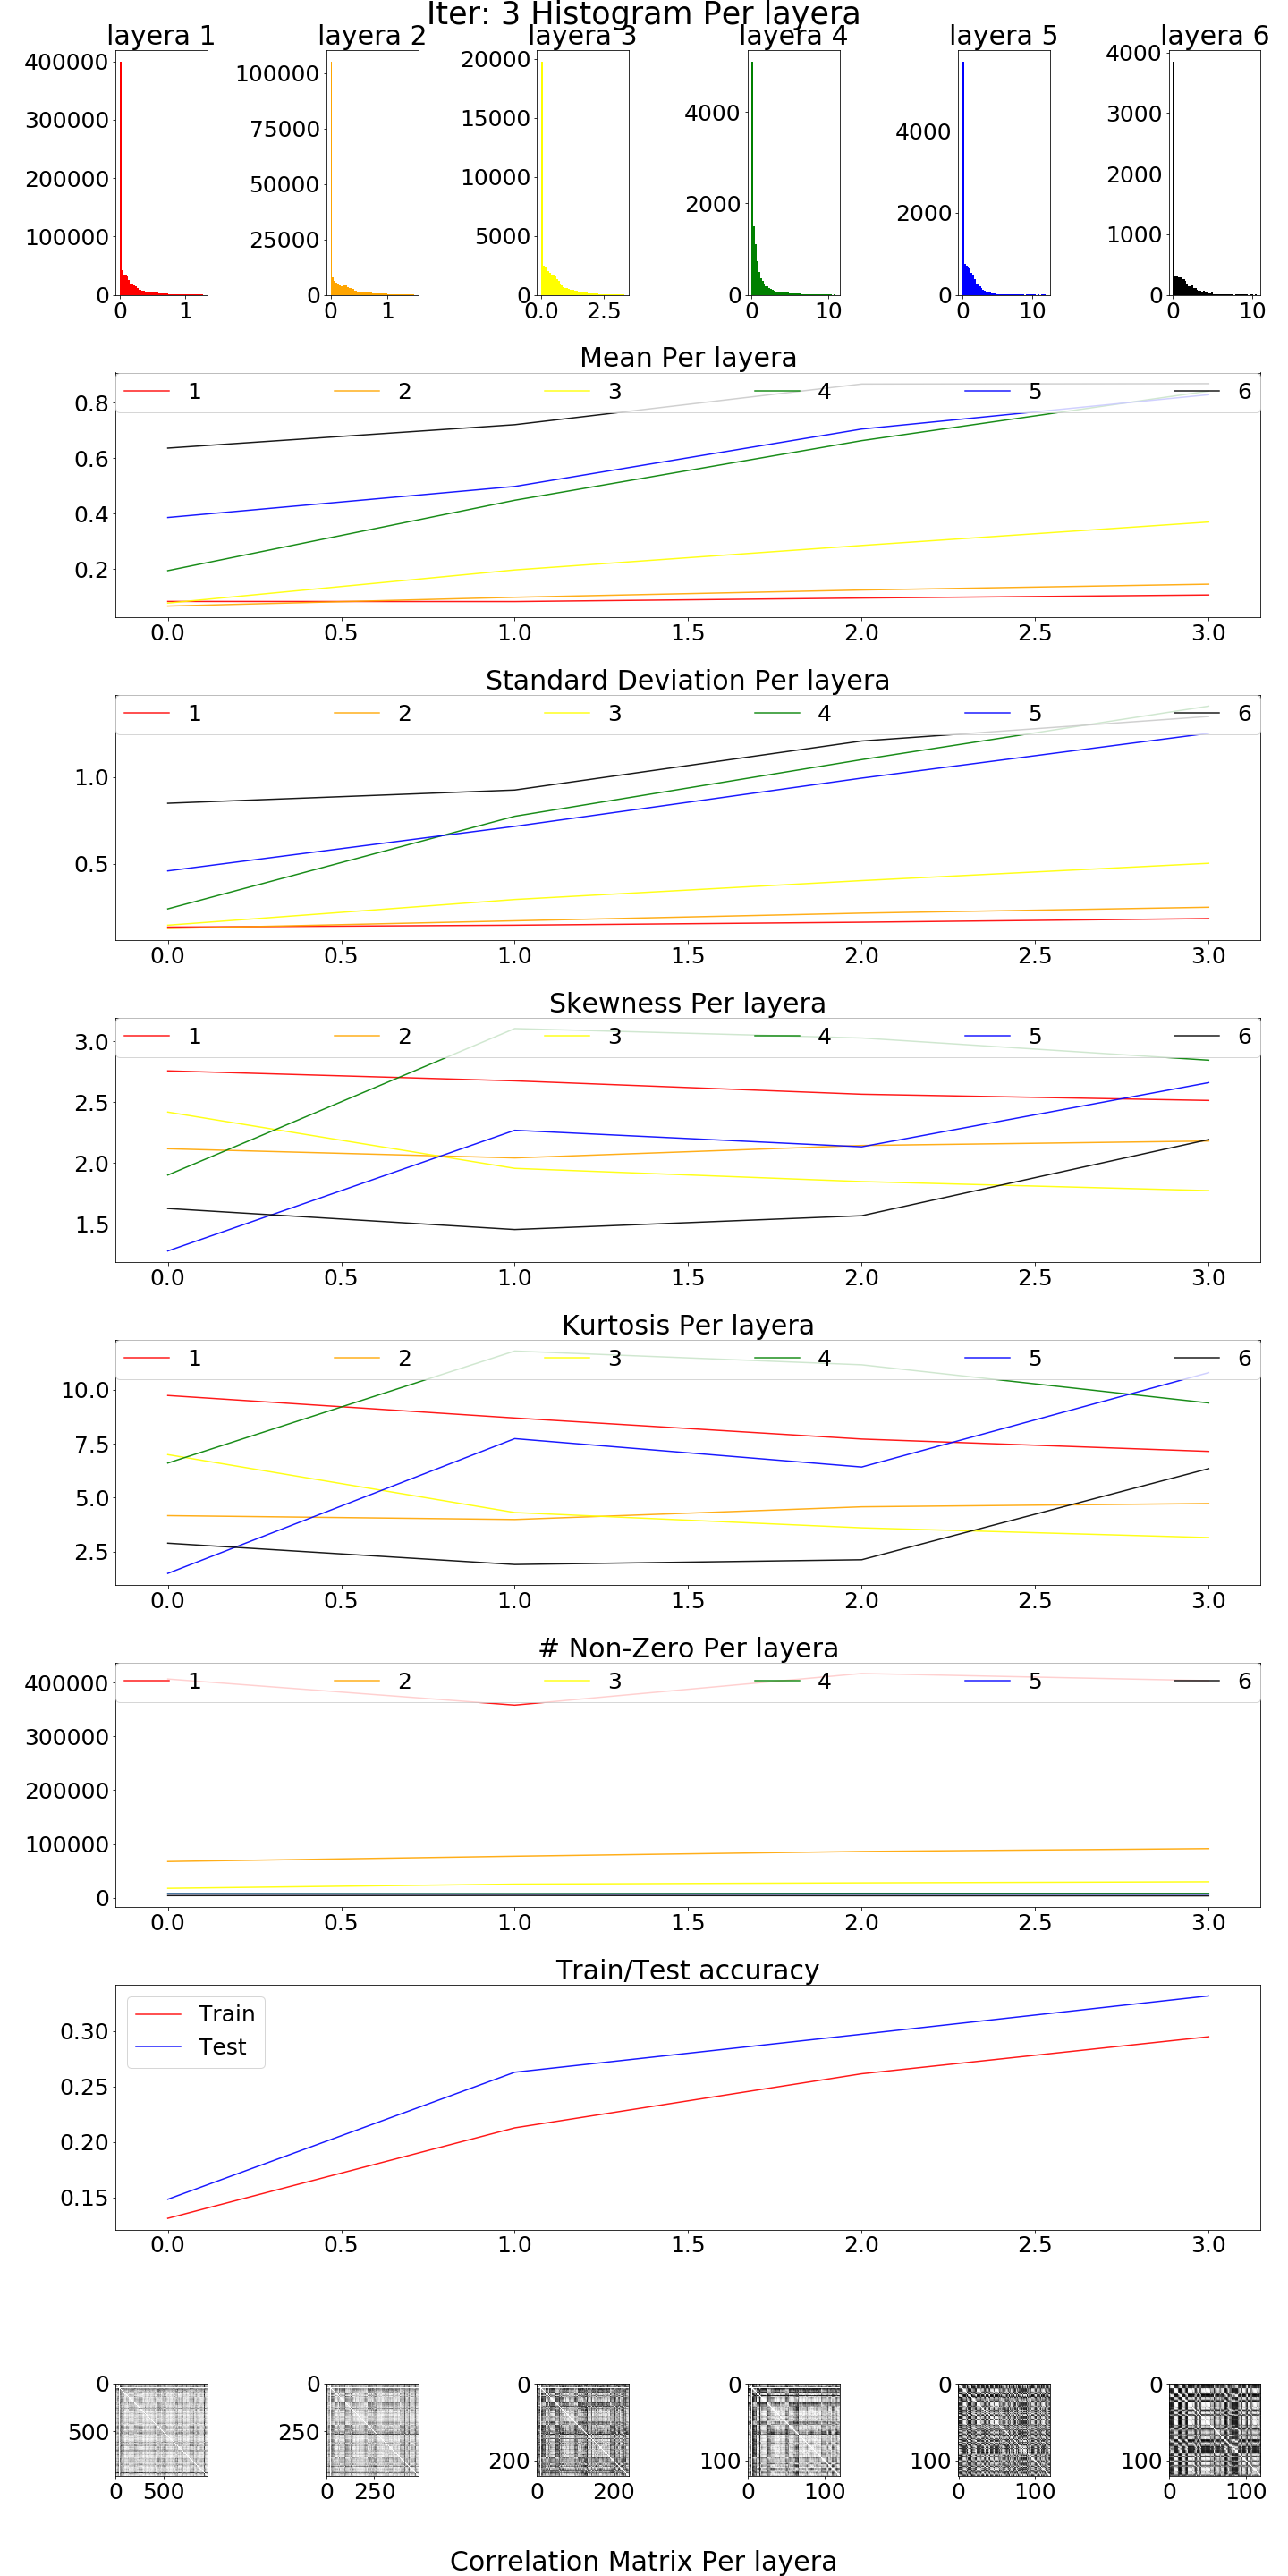 Iter: 3 Histogram Per layera
layera 1 layera 2 layera 3 layera 4 layera 5 layera 6
400000 300000 200000 100000 0
0 1
100000 75000 50000 25000 0
0 1
20000 15000 10000 5000 0
0.0 2.5
4000 2000 0
0 10
4000 2000 0
0 10
4000 3000 2000 1000 0
0 10
Mean Per layera
1 2 3 4 5 6
0.8
0.6
0.4
0.2
0.0 0.5 1.0 1.5 2.0 2.5 3.0
Standard Deviation Per layera
1 2 3 4 5 6
1.0
0.5
0.0 0.5 1.0 1.5 2.0 2.5 3.0
Skewness Per layera
1 2 3 4 5 6
3.0
2.5
2.0
1.5
0.0 0.5 1.0 1.5 2.0 2.5 3.0
Kurtosis Per layera
1 2 3 4 5 6
10.0
7.5
5.0
2.5
0.0 0.5 1.0 1.5 2.0 2.5 3.0
# Non-Zero Per layera
1 2 3 4 5 6
400000
300000
200000
100000
0
0.0 0.5 1.0 1.5 2.0 2.5 3.0
Train/Test accuracy
Train
Test
0.30
0.25
0.20
0.15
0.0 0.5 1.0 1.5 2.0 2.5 3.0
0 500
0 500
0 250
0 250
0 200
0 200
0 100
0 100
0 100
0 100
0 100
0 100
Correlation Matrix Per layera